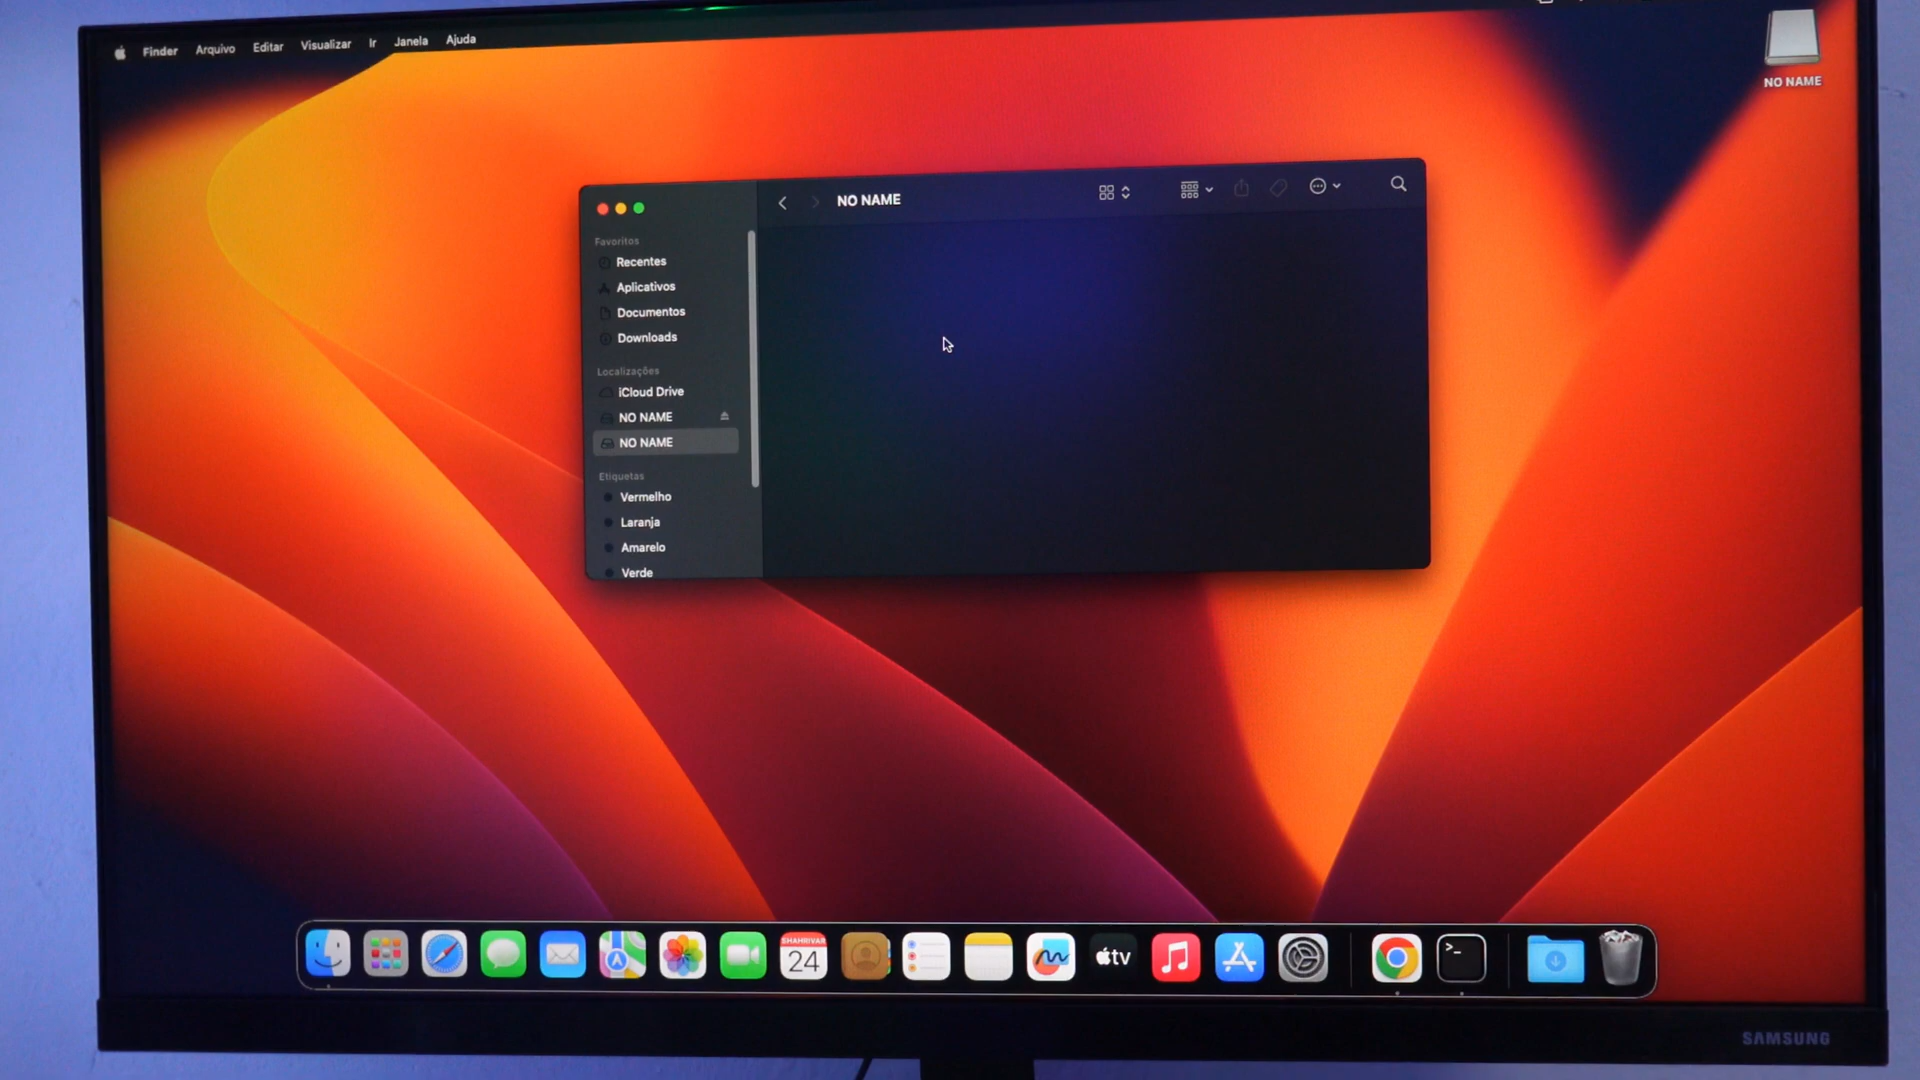 Finder Arquivo Editar Visualizar Ir Janela Ajuda
NO NAME
NO NAME
Favoritos
Recentes
Aplicativos
Documentos
Downloads
Localizações
iCloud Drive
NO NAME
NO NAME
Etiquetas
Vermelho
Laranja
Amarelo
Verde
SHAHRIVAR
24
tv
>_
SAMSUNG